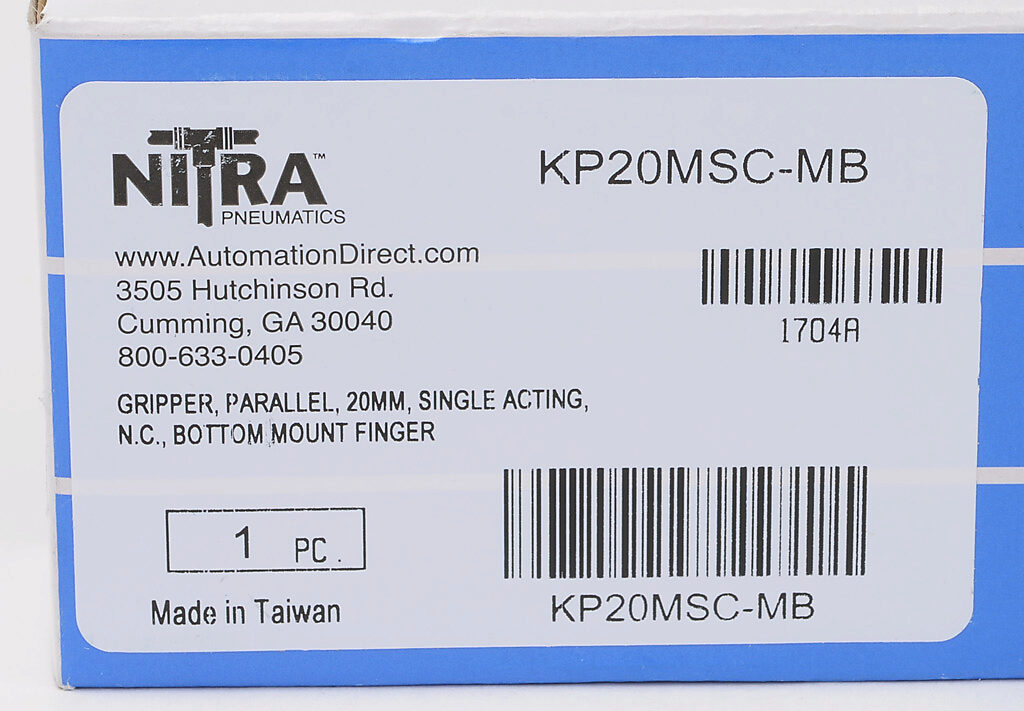 NITRA™
PNEUMATICS
KP20MSC-MB
www.AutomationDirect.com
3505 Hutchinson Rd.
Cumming, GA 30040
800-633-0405
1704A
GRIPPER, PARALLEL, 20MM, SINGLE ACTING,
N.C., BOTTOM MOUNT FINGER
1 PC.
Made in Taiwan
KP20MSC-MB